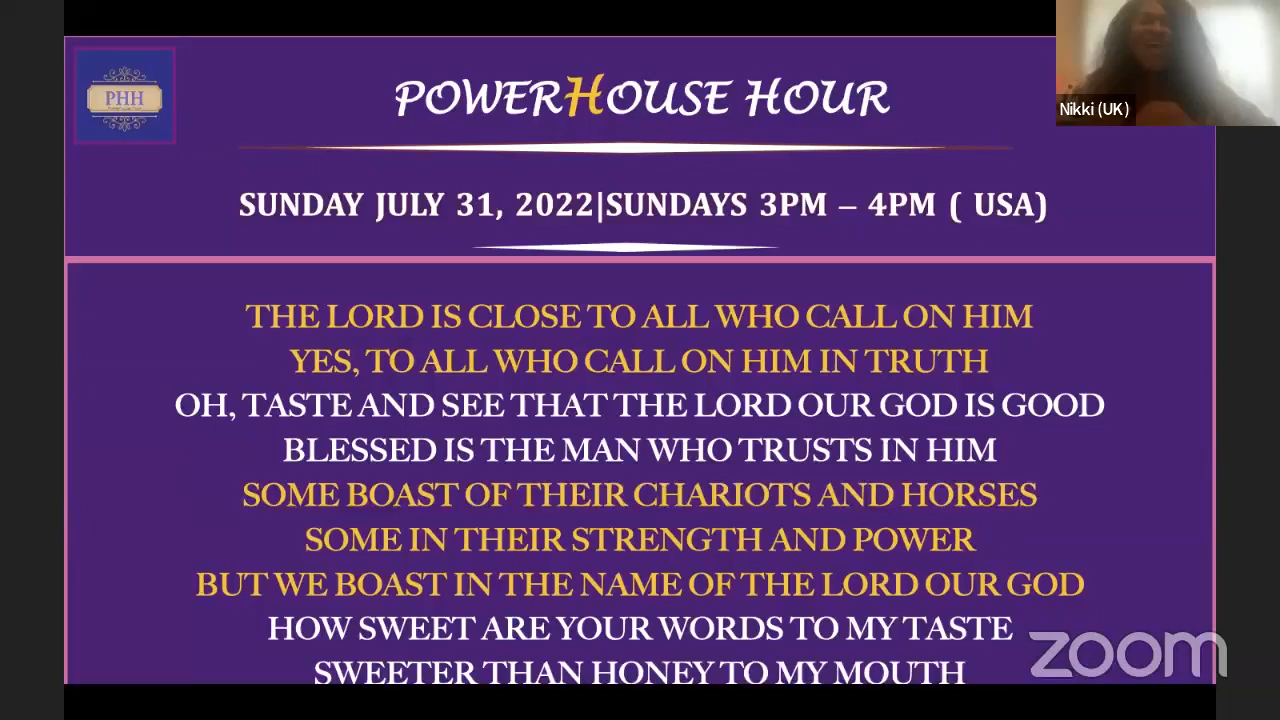 PHH
POWERHOUSE HOUR
Nikki (UK)
SUNDAY JULY 31, 2022|SUNDAYS 3PM – 4PM ( USA)
THE LORD IS CLOSE TO ALL WHO CALL ON HIM
YES, TO ALL WHO CALL ON HIM IN TRUTH
OH, TASTE AND SEE THAT THE LORD OUR GOD IS GOOD
BLESSED IS THE MAN WHO TRUSTS IN HIM
SOME BOAST OF THEIR CHARIOTS AND HORSES
SOME IN THEIR STRENGTH AND POWER
BUT WE BOAST IN THE NAME OF THE LORD OUR GOD
HOW SWEET ARE YOUR WORDS TO MY TASTE
SWEETER THAN HONEY TO MY MOUTH
zoom